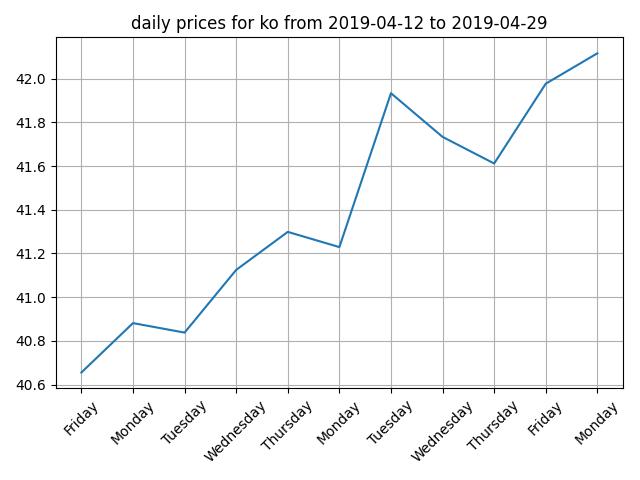 daily prices for ko from 2019-04-12 to 2019-04-29
42.0
41.8
41.6
41.4
41.2
41.0
40.8
40.6
Friday
Monday
Tuesday
Wednesday
Thursday
Monday
Tuesday
Wednesday
Thursday
Friday
Monday